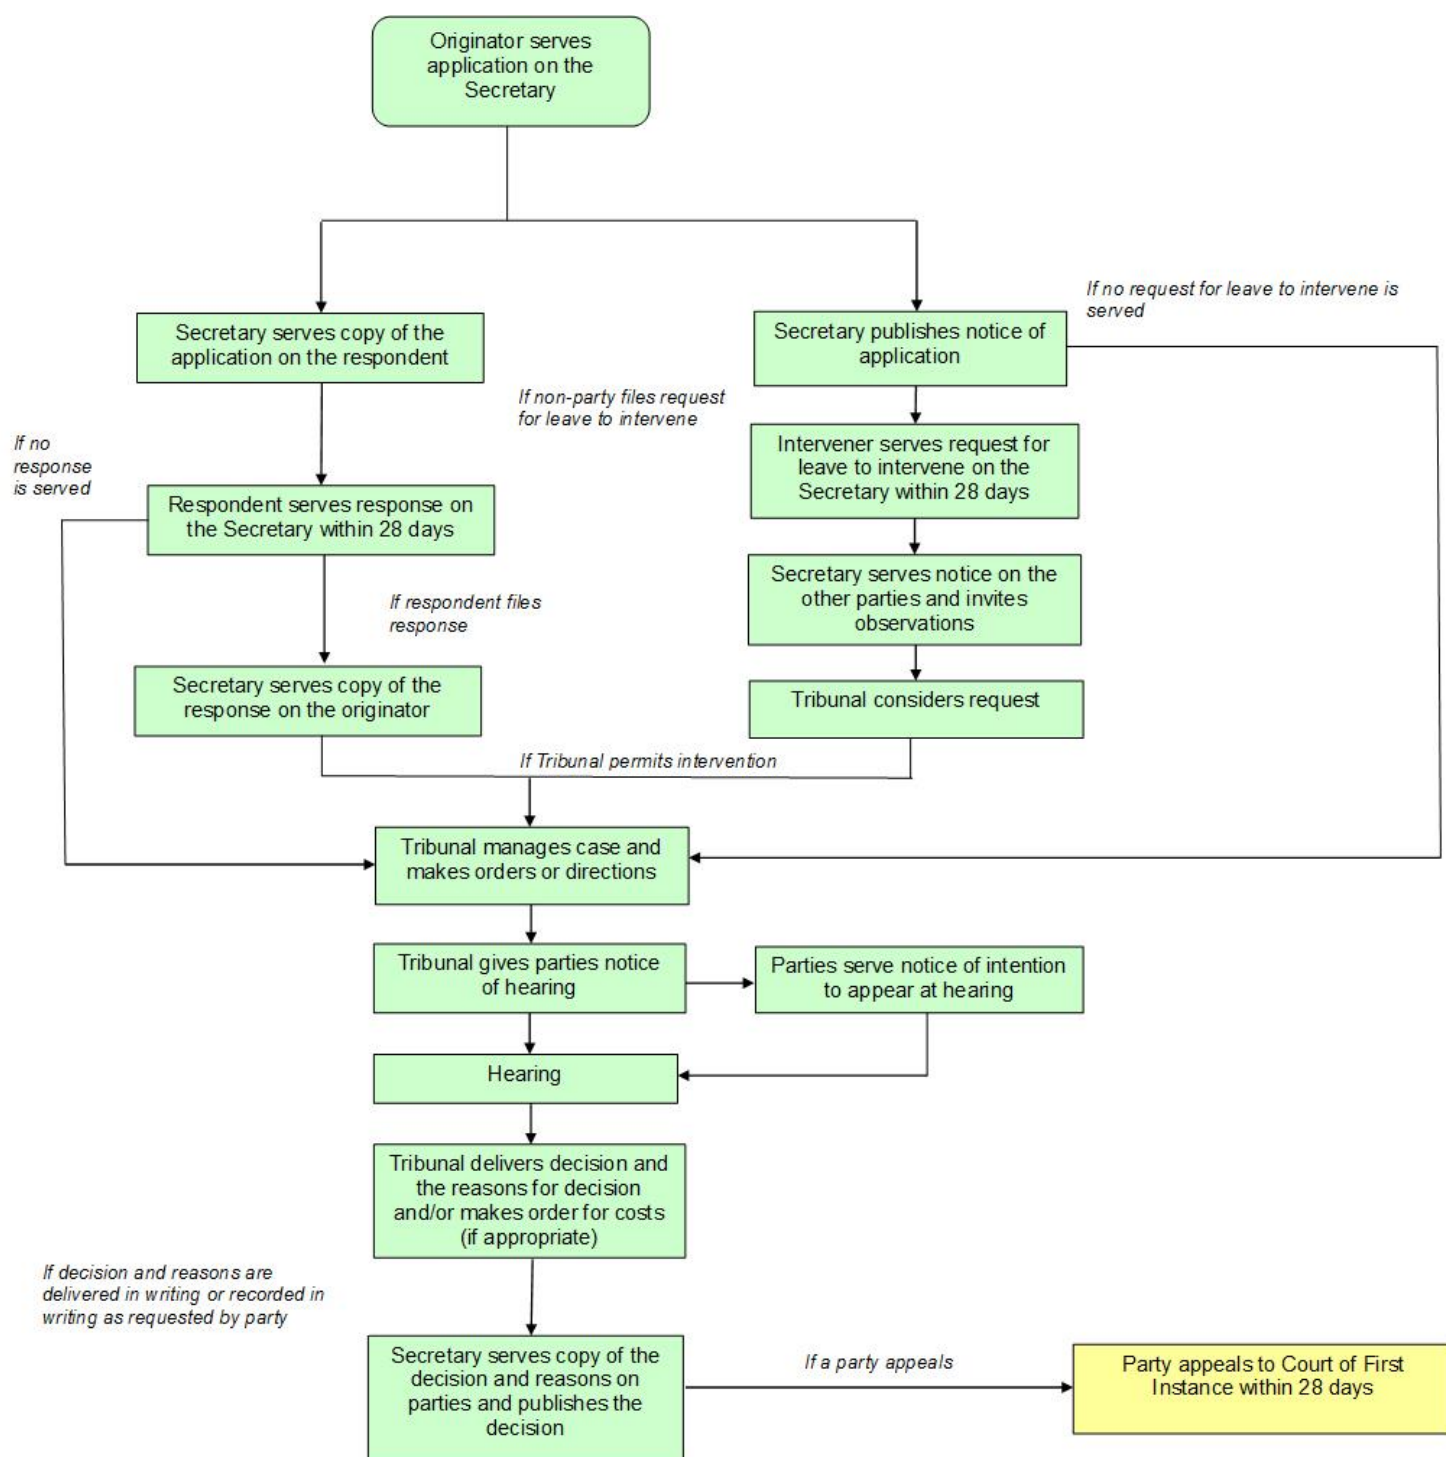 Originator serves
application on the
Secretary
If no request for leave to intervene is
served
Secretary serves copy of the
application on the respondent
Secretary publishes notice of
application
If non-party files request
for leave to intervene
If no
response
is served
Intervener serves request for
leave to intervene on the
Secretary within 28 days
Respondent serves response on
the Secretary within 28 days
Secretary serves notice on the
other parties and invites
observations
If respondent files
response
Secretary serves copy of the
response on the originator
Tribunal considers request
If Tribunal permits intervention
Tribunal manages case and
makes orders or directions
Tribunal gives parties notice
of hearing
Parties serve notice of intention
to appear at hearing
Hearing
Tribunal delivers decision and
the reasons for decision
and/or makes order for costs
(if appropriate)
If decision and reasons are
delivered in writing or recorded in
writing as requested by party
Secretary serves copy of the
decision and reasons on
parties and publishes the
decision
If a party appeals
Party appeals to Court of First
Instance within 28 days